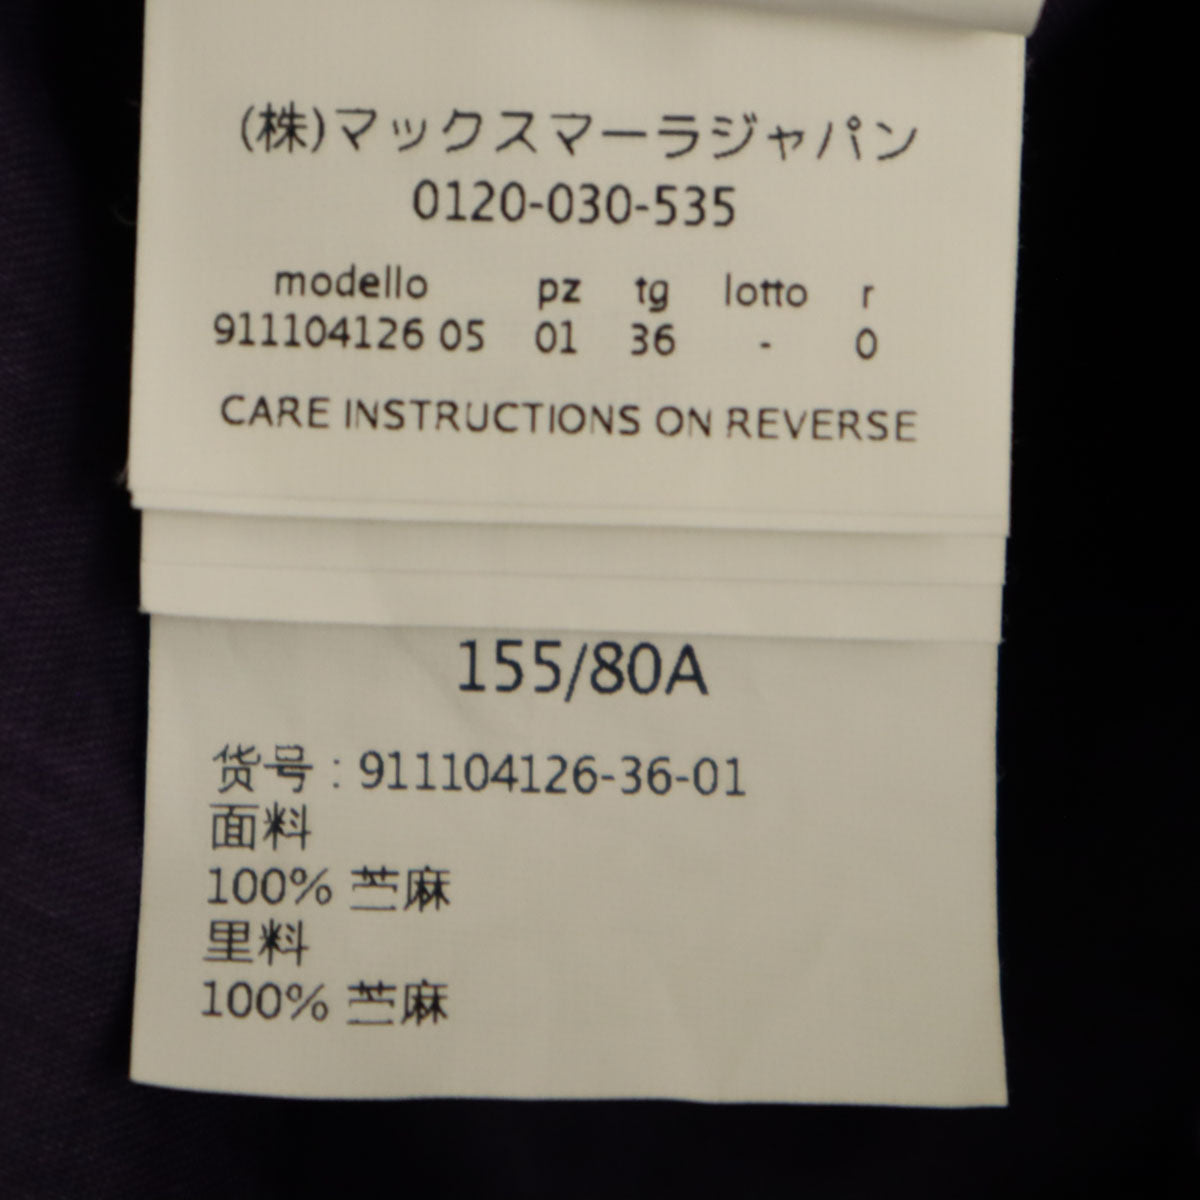 (株)マックスマーラジャパン
0120-030-535
modello pz tg lotto r
911104126 05 01 36 - 0
CARE INSTRUCTIONS ON REVERSE
155/80A
货号 : 911104126-36-01
面料
100% 苎麻
里料
100% 苎麻